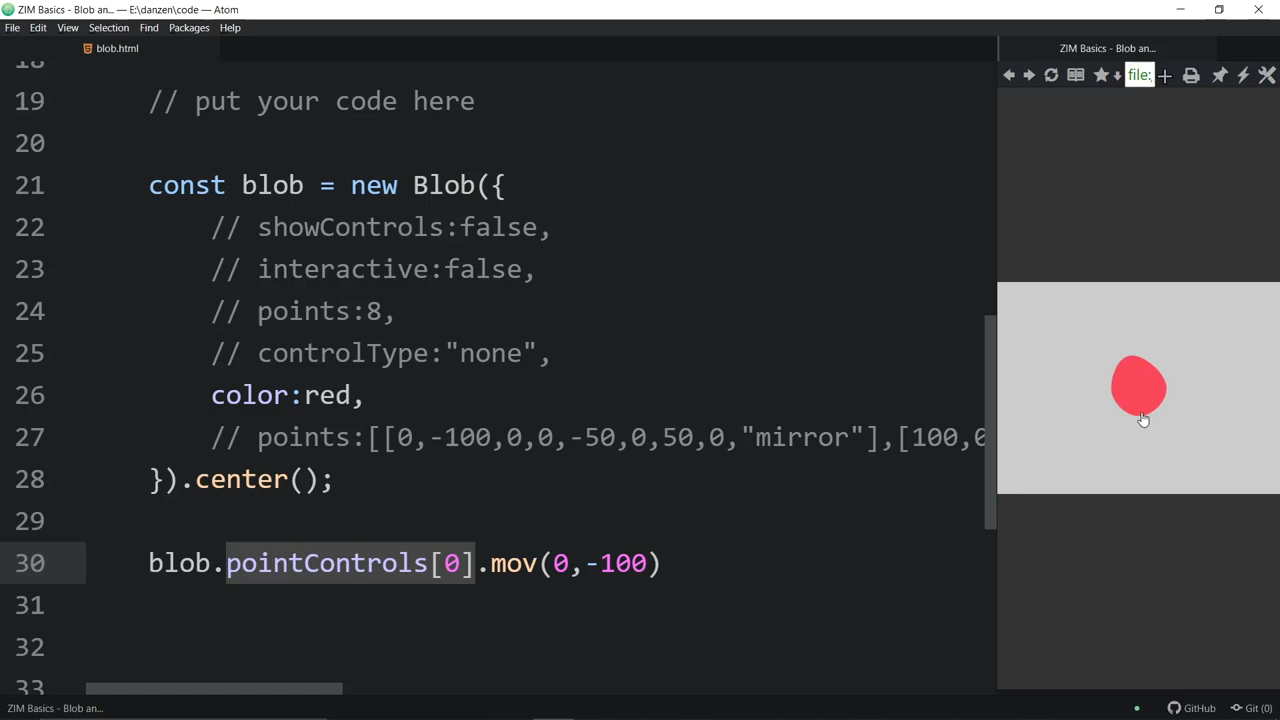 ZIM Basics - Blob an... — E:\danzen\code — Atom
File Edit View Selection Find Packages Help
blob.html
ZIM Basics - Blob an...
file:
18
19 // put your code here
20
21 const blob = new Blob({
22 // showControls:false,
23 // interactive:false,
24 // points:8,
25 // controlType:"none",
26 color:red,
27 // points:[[0,-100,0,0,-50,0,50,0,"mirror"],[100,0
28 }).center();
29
30 blob.pointControls[0].mov(0,-100)
31
32
33
ZIM Basics - Blob an...
GitHub
Git (0)